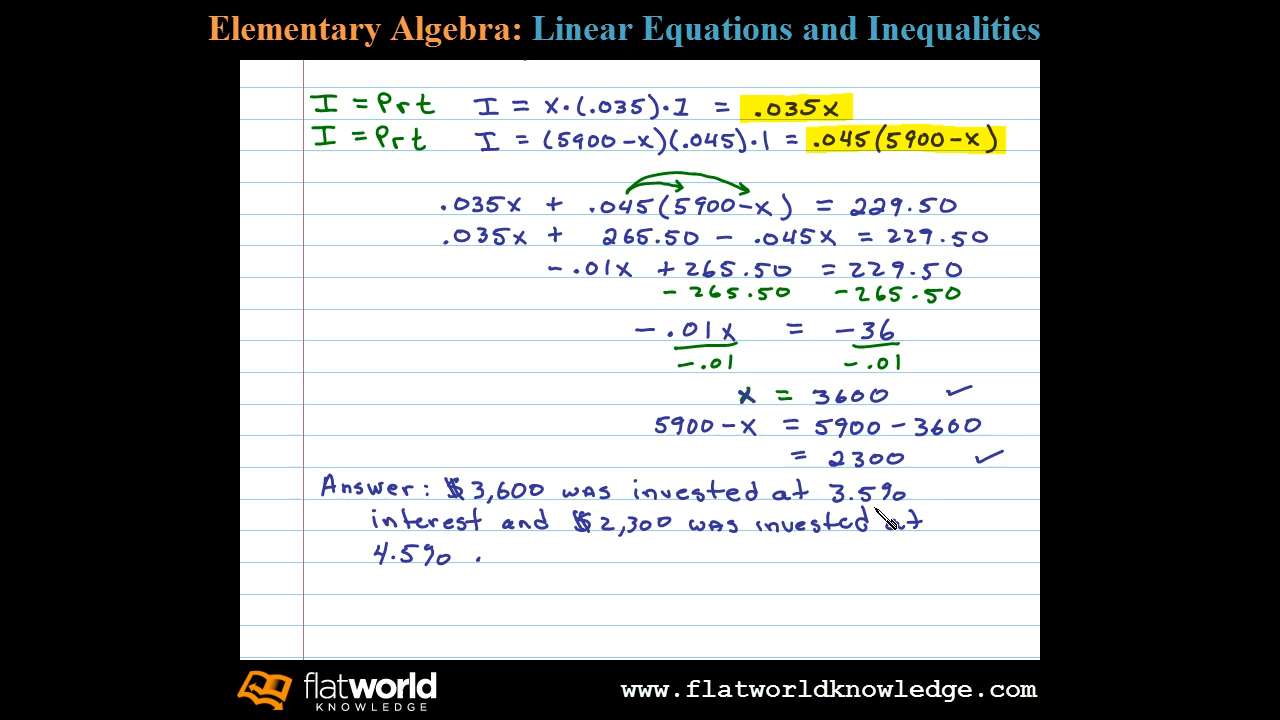 Elementary Algebra: Linear Equations and Inequalities
I = Prt I = x·(.035)·1 = .035x
I = Prt I = (5900-x)(.045)·1 = .045(5900-x)
.035x + .045(5900-x) = 229.50
.035x + 265.50 - .045x = 229.50
-.01x + 265.50 = 229.50
-265.50 -265.50
-.01x = -36
-.01 -.01
x = 3600 ✓
5900-x = 5900-3600
= 2300 ✓
Answer: $3,600 was invested at 3.5%
interest and $2,300 was invested at
4.5% .
flatworld
KNOWLEDGE
www.flatworldknowledge.com